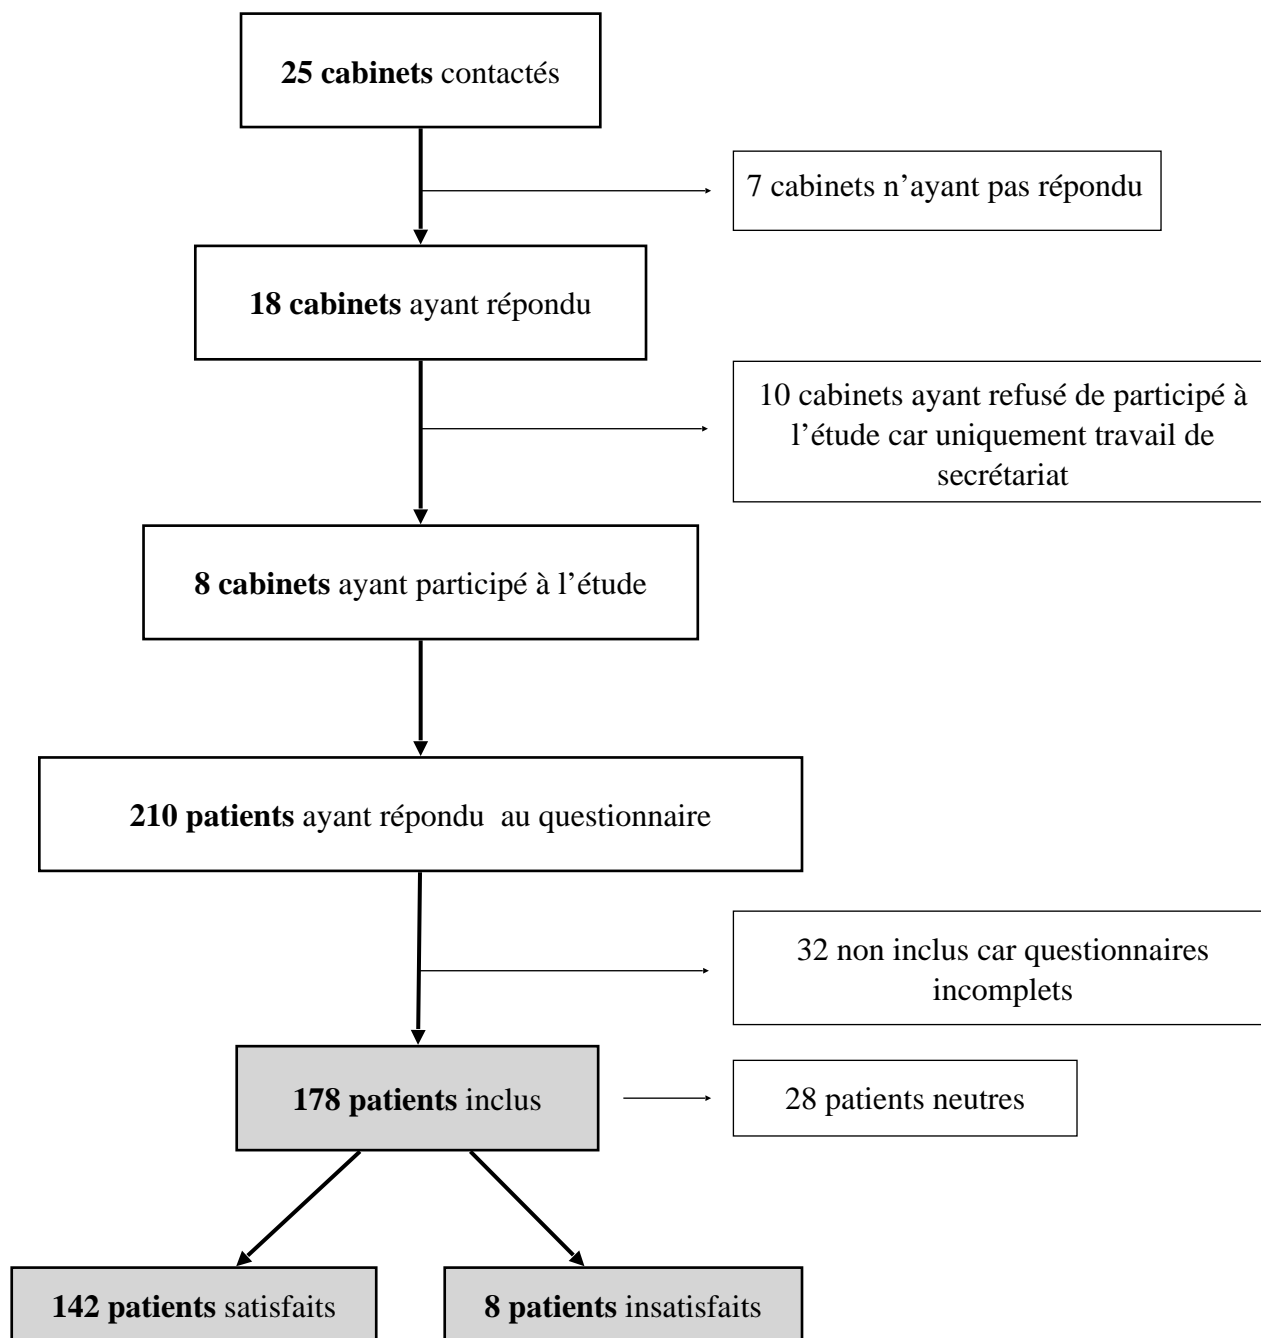 25 cabinets contactés
7 cabinets n’ayant pas répondu
18 cabinets ayant répondu
10 cabinets ayant refusé de participé à
l’étude car uniquement travail de
secrétariat
8 cabinets ayant participé à l’étude
210 patients ayant répondu  au questionnaire
32 non inclus car questionnaires
incomplets
178 patients inclus
28 patients neutres
142 patients satisfaits
8 patients insatisfaits